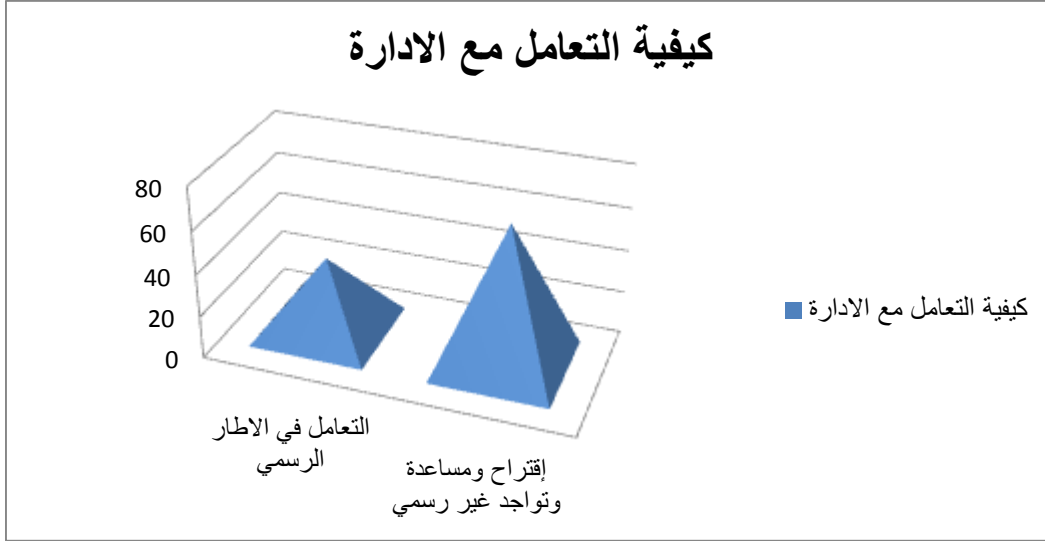 كيفية التعامل مع الادارة
80
60
40
20
0
التعامل في الاطار
الرسمي
إقتراح ومساعدة
وتواجد غير رسمي
كيفية التعامل مع الادارة